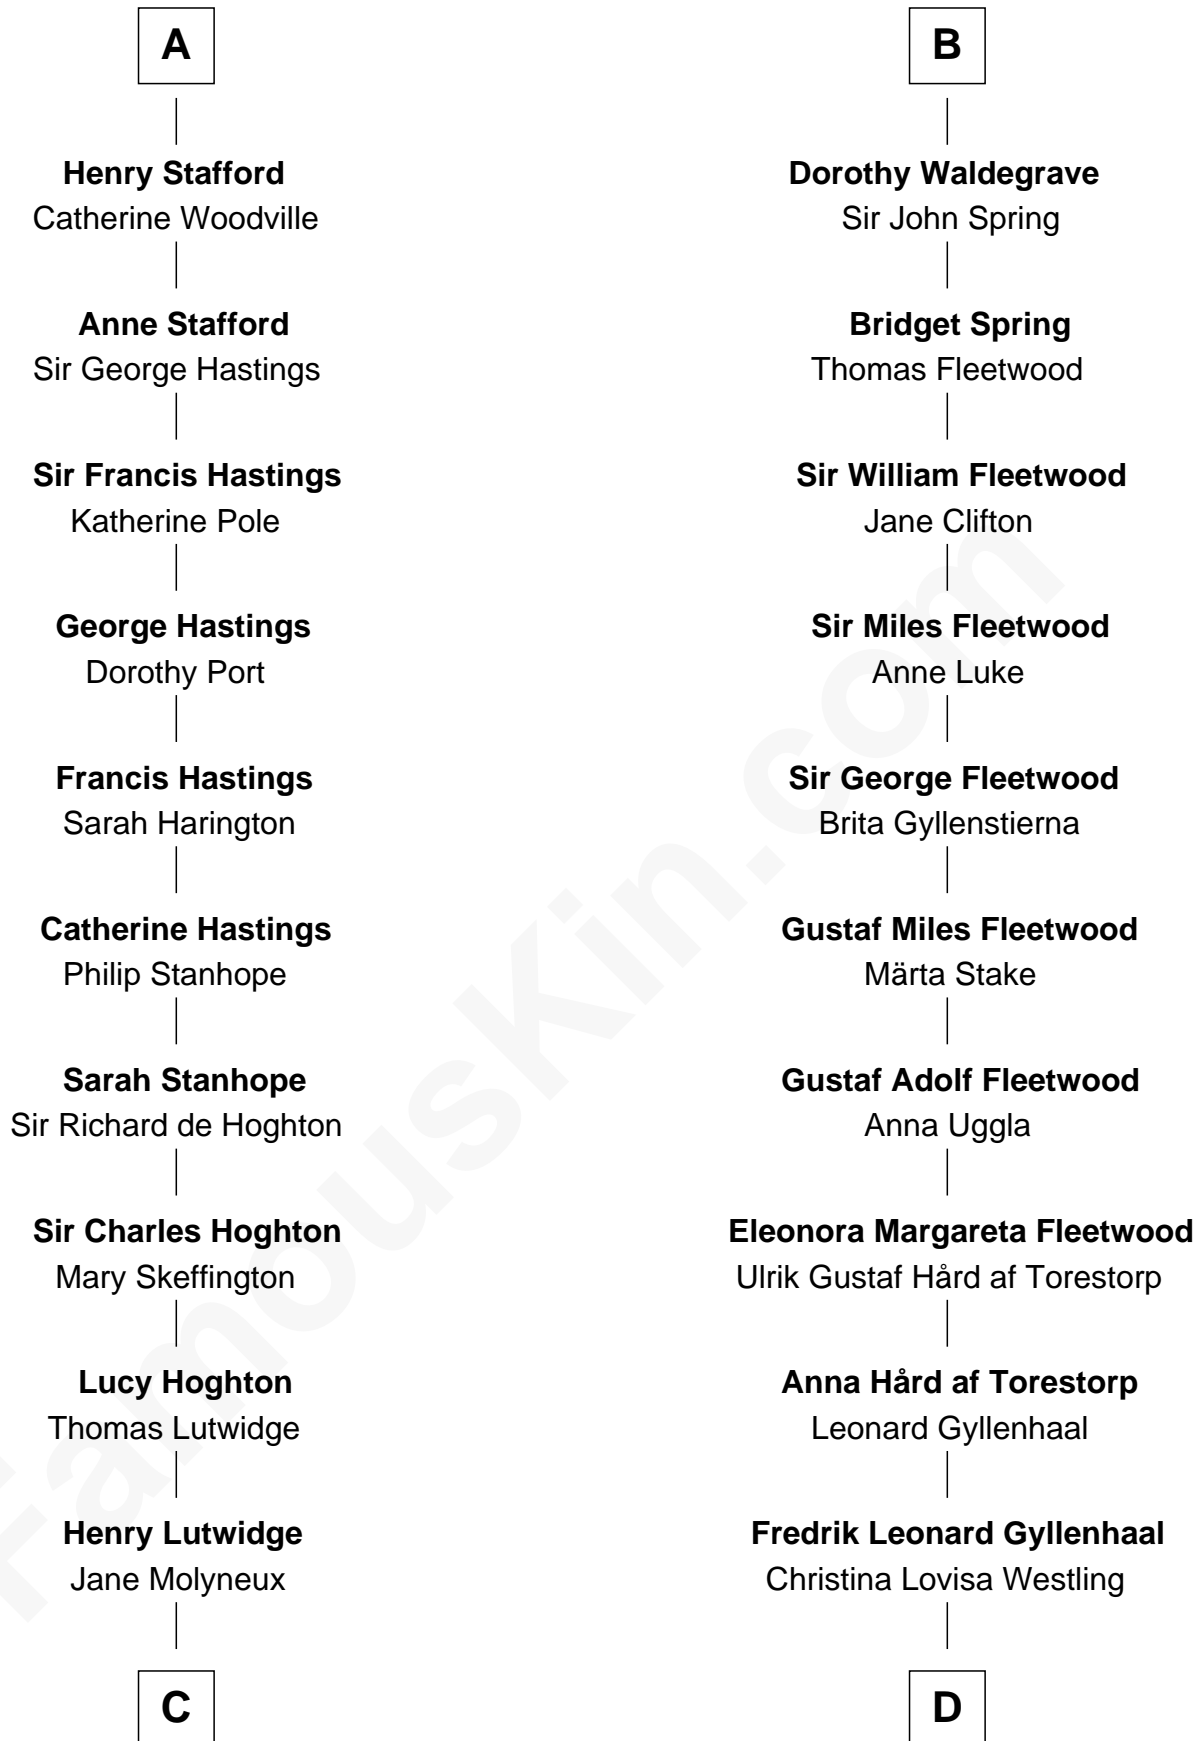 A
Henry Stafford
Catherine Woodville
Anne Stafford
Sir George Hastings
Sir Francis Hastings
Katherine Pole
George Hastings
Dorothy Port
Francis Hastings
Sarah Harington
Catherine Hastings
Philip Stanhope
Sarah Stanhope
Sir Richard de Hoghton
Sir Charles Hoghton
Mary Skeffington
Lucy Hoghton
Thomas Lutwidge
Henry Lutwidge
Jane Molyneux
C
B
Dorothy Waldegrave
Sir John Spring
Bridget Spring
Thomas Fleetwood
Sir William Fleetwood
Jane Clifton
Sir Miles Fleetwood
Anne Luke
Sir George Fleetwood
Brita Gyllenstierna
Gustaf Miles Fleetwood
Märta Stake
Gustaf Adolf Fleetwood
Anna Uggla
Eleonora Margareta Fleetwood
Ulrik Gustaf Hård af Torestorp
Anna Hård af Torestorp
Leonard Gyllenhaal
Fredrik Leonard Gyllenhaal
Christina Lovisa Westling
D
FamousKin.com